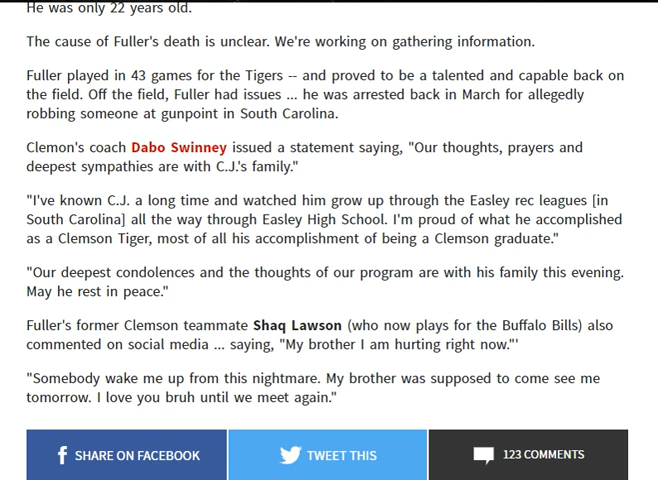 He was only 22 years old.
The cause of Fuller's death is unclear. We're working on gathering information.
Fuller played in 43 games for the Tigers -- and proved to be a talented and capable back on
the field. Off the field, Fuller had issues ... he was arrested back in March for allegedly
robbing someone at gunpoint in South Carolina.
Clemon's coach Dabo Swinney issued a statement saying, "Our thoughts, prayers and
deepest sympathies are with C.J.'s family."
"I've known C.J. a long time and watched him grow up through the Easley rec leagues [in
South Carolina] all the way through Easley High School. I'm proud of what he accomplished
as a Clemson Tiger, most of all his accomplishment of being a Clemson graduate."
"Our deepest condolences and the thoughts of our program are with his family this evening.
May he rest in peace."
Fuller's former Clemson teammate Shaq Lawson (who now plays for the Buffalo Bills) also
commented on social media ... saying, "My brother I am hurting right now."'
"Somebody wake me up from this nightmare. My brother was supposed to come see me
tomorrow. I love you bruh until we meet again."
SHARE ON FACEBOOK TWEET THIS 123 COMMENTS